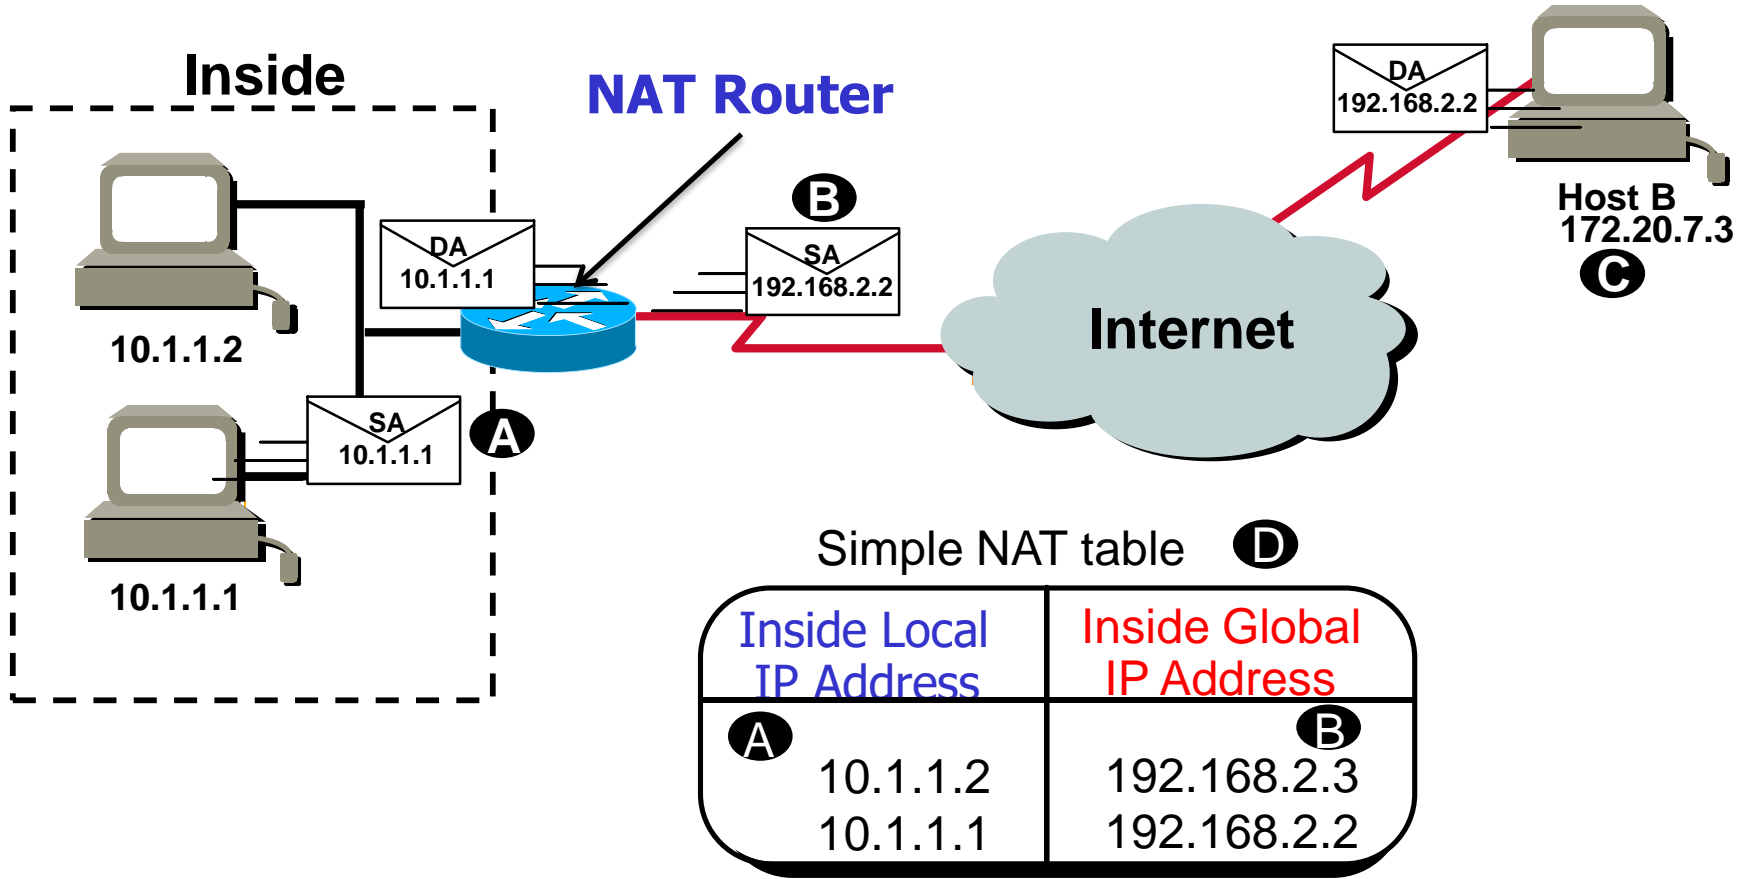 Inside
NAT Router
DA
192.168.2.2
Host B
172.20.7.3
C
B
SA
192.168.2.2
DA
10.1.1.1
10.1.1.2
Internet
SA
10.1.1.1
A
10.1.1.1
Simple NAT table D
Inside Local
IP Address
Inside Global
IP Address
A
B
10.1.1.2 192.168.2.3
10.1.1.1 192.168.2.2